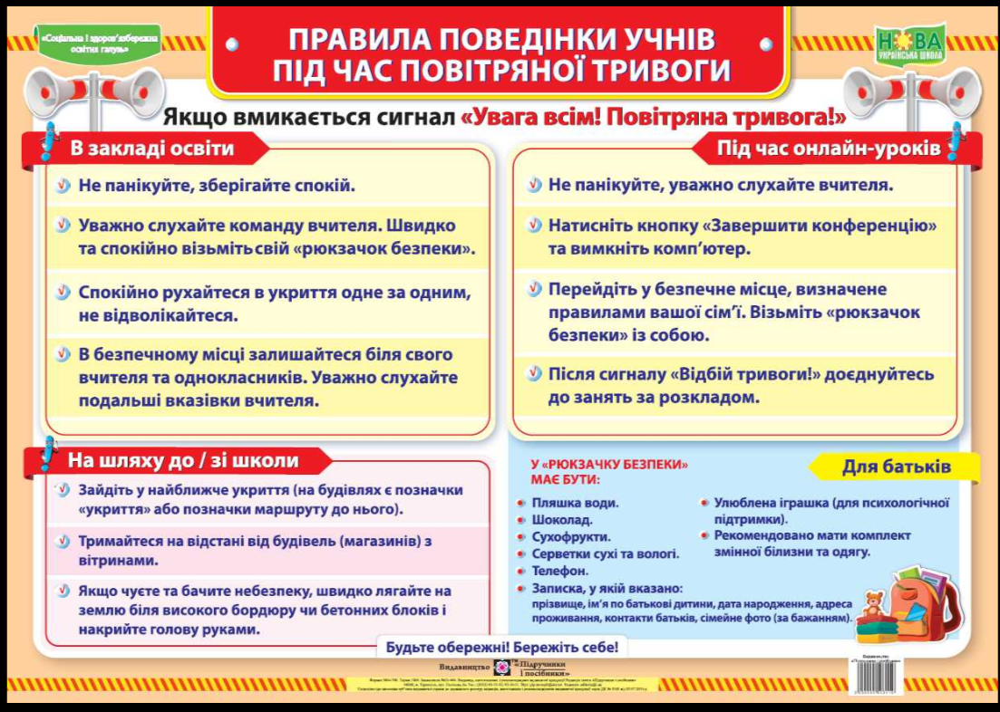 «Соціальна і здоров’язбережна
освітня галузь»
ПРАВИЛА ПОВЕДІНКИ УЧНІВ
ПІД ЧАС ПОВІТРЯНОЇ ТРИВОГИ
НОВА
УКРАЇНСЬКА ШКОЛА
Якщо вмикається сигнал «Увага всім! Повітряна тривога!»
В закладі освіти
Не панікуйте, зберігайте спокій.
Уважно слухайте команду вчителя. Швидко
та спокійно візьмітьсвій «рюкзачок безпеки».
Спокійно рухайтеся в укриття одне за одним,
не відволікайтеся.
В безпечному місці залишайтеся біля свого
вчителя та однокласників. Уважно слухайте
подальші вказівки вчителя.
Під час онлайн-уроків
Не панікуйте, уважно слухайте вчителя.
Натисніть кнопку «Завершити конференцію»
та вимкніть комп’ютер.
Перейдіть у безпечне місце, визначене
правилами вашої сім’ї. Візьміть «рюкзачок
безпеки» із собою.
Після сигналу «Відбій тривоги!» доєднуйтесь
до занять за розкладом.
На шляху до / зі школи
Зайдіть у найближче укриття (на будівлях є позначки
«укриття» або позначки маршруту до нього).
Тримайтеся на відстані від будівель (магазинів) з
вітринами.
Якщо чуєте та бачите небезпеку, швидко лягайте на
землю біля високого бордюру чи бетонних блоків і
накрийте голову руками.
Для батьків
У «РЮКЗАЧКУ БЕЗПЕКИ»
МАЄ БУТИ:
Пляшка води.
Шоколад.
Сухофрукти.
Серветки сухі та вологі.
Телефон.
Записка, у якій вказано:
прізвище, ім’я по батькові дитини, дата народження, адреса
проживання, контакти батьків, сімейне фото (за бажанням).
Улюблена іграшка (для психологічної
підтримки).
Рекомендовано мати комплект
змінної білизни та одягу.
Будьте обережні! Бережіть себе!
Видавництво «Підручники
і посібники»